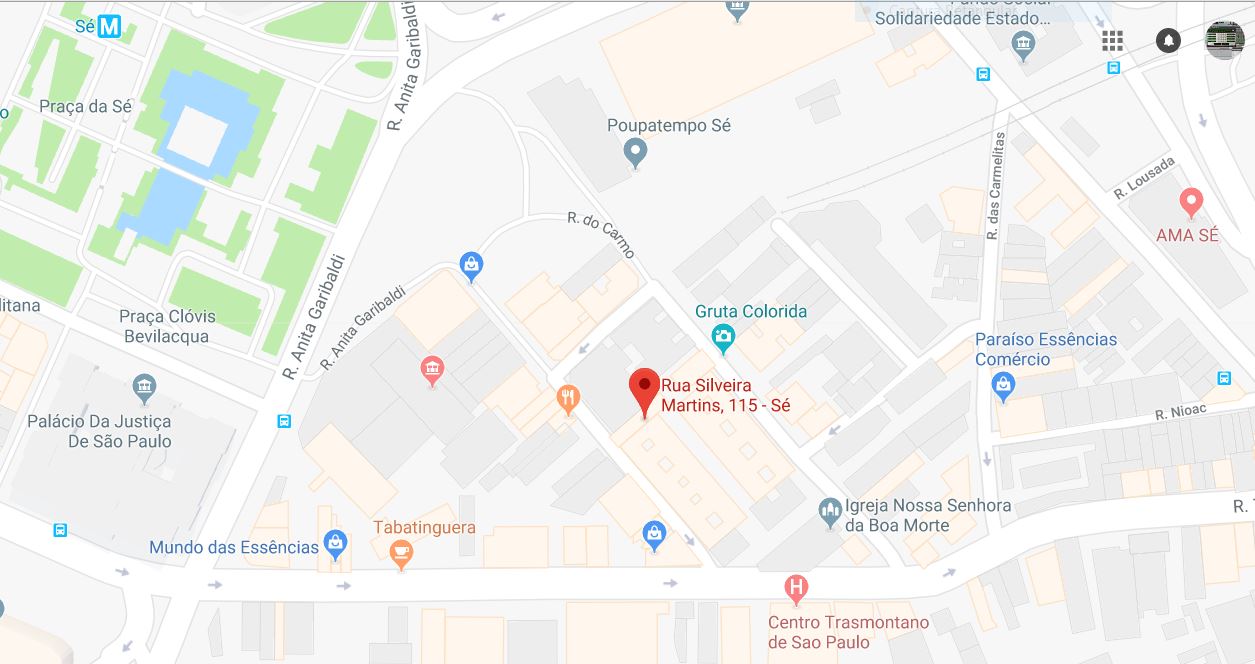 Fundo Social
Solidariedade Estado...
Sé M
R. Anita Garibaldi
Praça da Sé
Poupatempo Sé
R. das Carmelitas
R. Lousada
AMA SÉ
R. do Carmo
litana
Praça Clóvis
Bevilacqua
R. Anita Garibaldi
R. Anita Garibaldi
Gruta Colorida
Paraíso Essências
Comércio
Rua Silveira
Martins, 115 - Sé
Palácio Da Justiça
De São Paulo
R. Nioac
Igreja Nossa Senhora
da Boa Morte
R.
Tabatinguera
Mundo das Essências
H
Centro Trasmontano
de Sao Paulo